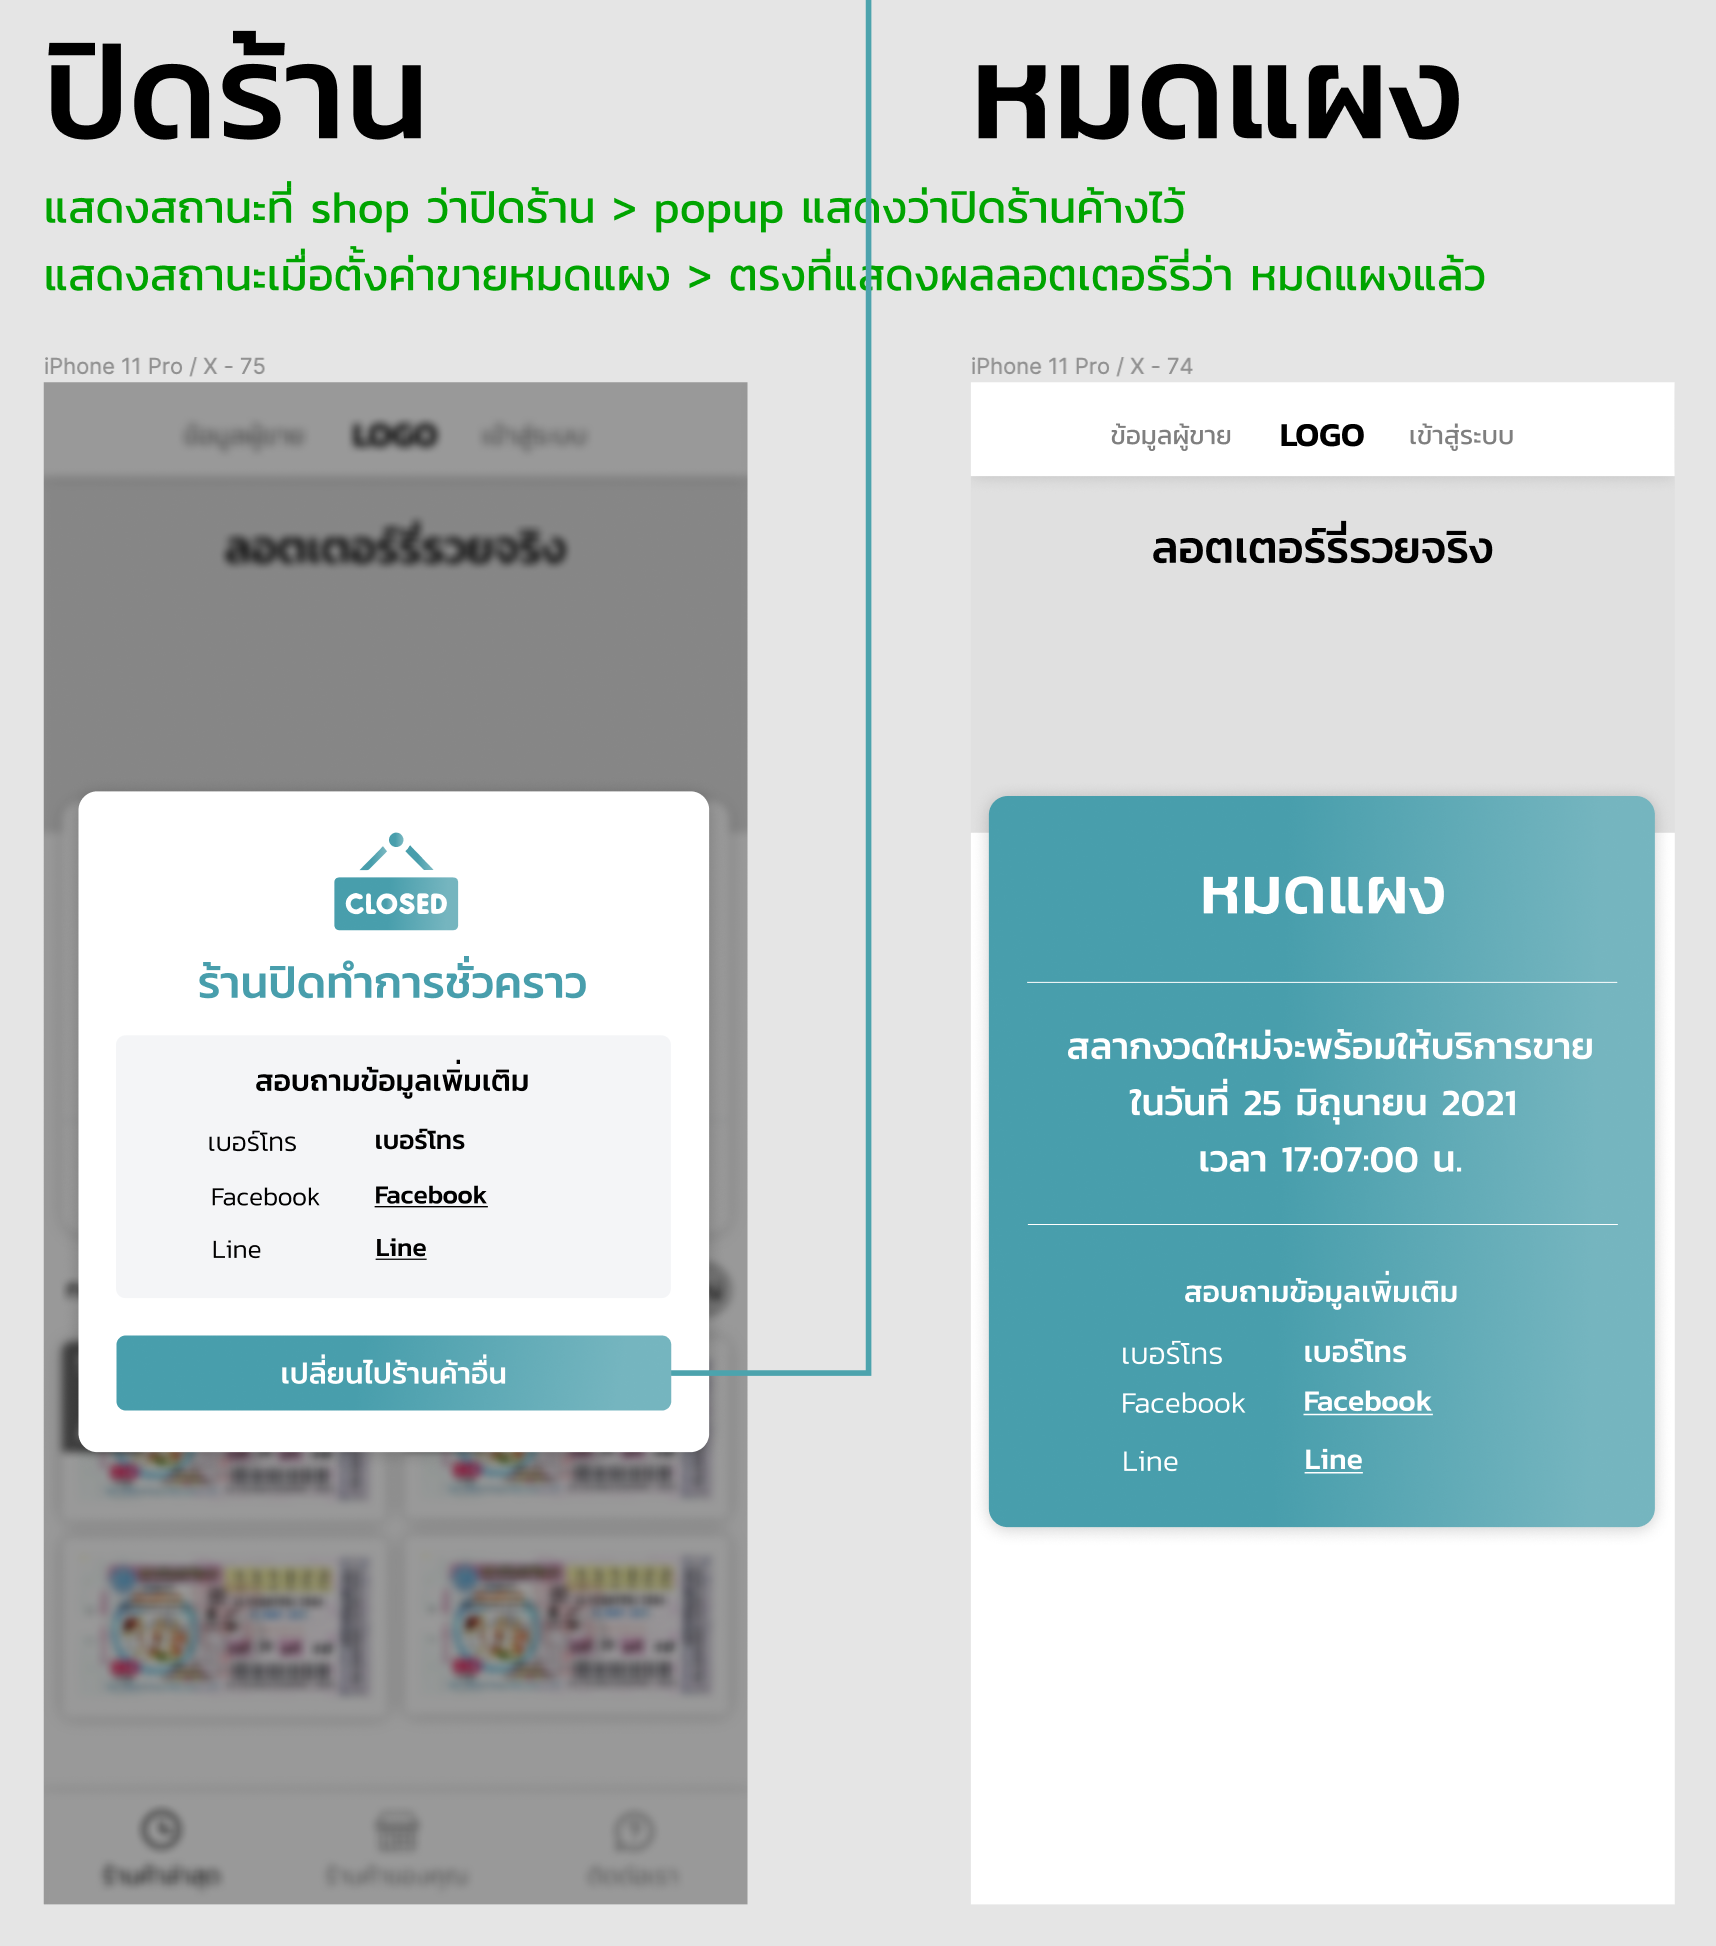 ปิดร้าน
หมดแผง
แสดงสถานะที่ shop ว่าปิดร้าน > popup แสดงว่าปิดร้านค้างไว้
แสดงสถานะเมื่อตั้งค่าขายหมดแผง > ตรงที่แสดงผลลอตเตอร์รี่ว่า หมดแผงแล้ว
iPhone 11 Pro / X - 75
ข้อมูลผู้ขาย LOGO เข้าสู่ระบบ
ลอตเตอร์รี่รวยจริง
CLOSED
ร้านปิดทำการชั่วคราว
สอบถามข้อมูลเพิ่มเติม
เบอร์โทร เบอร์โทร
Facebook Facebook
Line Line
เปลี่ยนไปร้านค้าอื่น
iPhone 11 Pro / X - 74
ข้อมูลผู้ขาย LOGO เข้าสู่ระบบ
ลอตเตอร์รี่รวยจริง
หมดแผง
สลากงวดใหม่จะพร้อมให้บริการขาย
ในวันที่ 25 มิถุนายน 2021
เวลา 17:07:00 น.
สอบถามข้อมูลเพิ่มเติม
เบอร์โทร เบอร์โทร
Facebook Facebook
Line Line